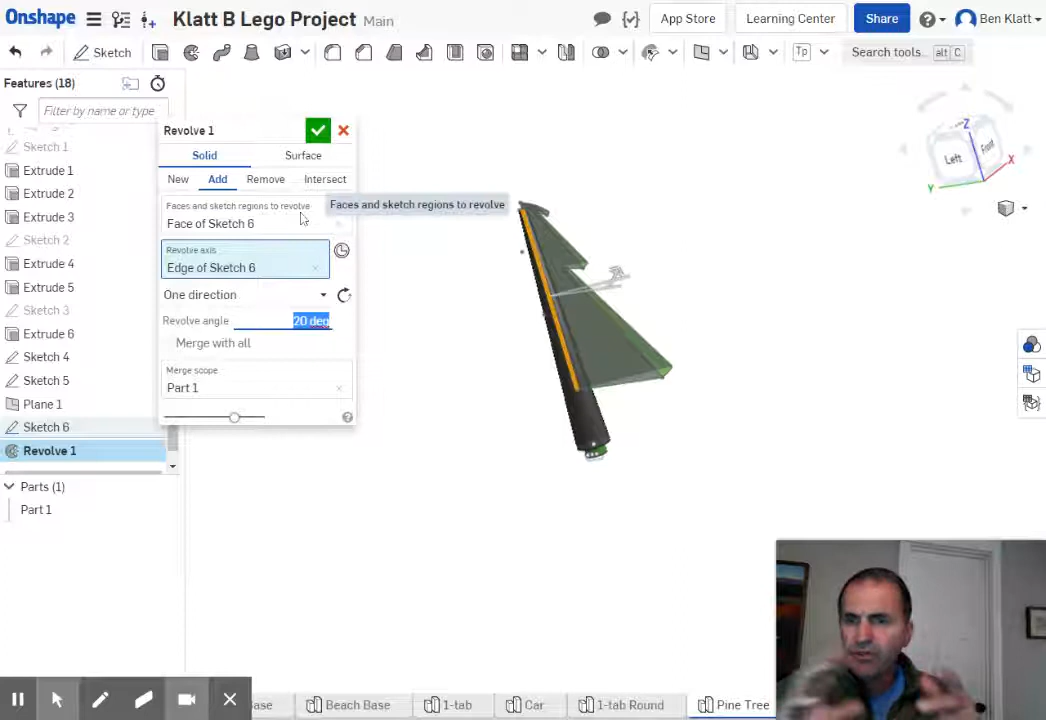 Onshape
Klatt B Lego Project Main
App Store
Learning Center
Share
Ben Klatt
Sketch
Tp
Search tools... alt C
Features (18)
Filter by name or type
Sketch 1
Extrude 1
Extrude 2
Extrude 3
Sketch 2
Extrude 4
Extrude 5
Sketch 3
Extrude 6
Sketch 4
Sketch 5
Plane 1
Sketch 6
Revolve 1
Parts (1)
Part 1
Revolve 1
Solid Surface
New Add Remove Intersect
Faces and sketch regions to revolve
Face of Sketch 6
Revolve axis
Edge of Sketch 6
One direction
Revolve angle 20 deg
Merge with all
Merge scope
Part 1
Faces and sketch regions to revolve
Z
Left Front
X
Y
Base
Beach Base
1-tab
Car
1-tab Round
Pine Tree